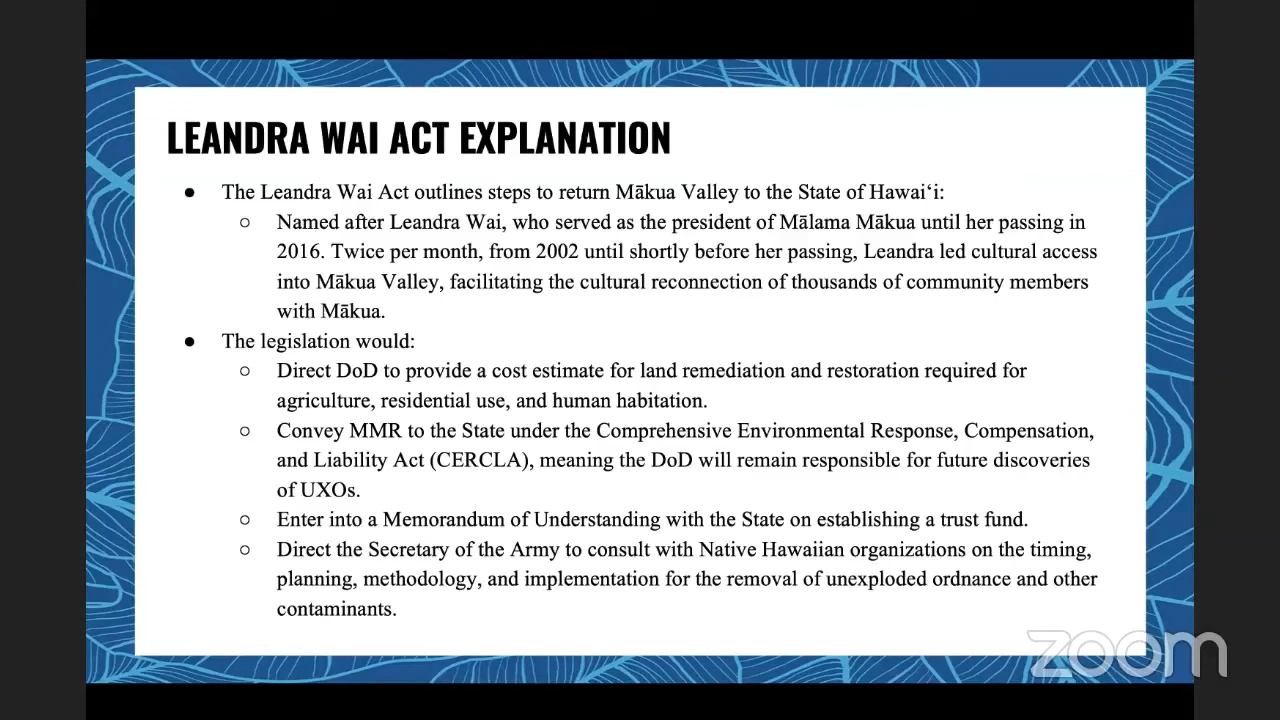 LEANDRA WAI ACT EXPLANATION
● The Leandra Wai Act outlines steps to return Mākua Valley to the State of Hawaiʻi:
○ Named after Leandra Wai, who served as the president of Mālama Mākua until her passing in
2016. Twice per month, from 2002 until shortly before her passing, Leandra led cultural access
into Mākua Valley, facilitating the cultural reconnection of thousands of community members
with Mākua.
● The legislation would:
○ Direct DoD to provide a cost estimate for land remediation and restoration required for
agriculture, residential use, and human habitation.
○ Convey MMR to the State under the Comprehensive Environmental Response, Compensation,
and Liability Act (CERCLA), meaning the DoD will remain responsible for future discoveries
of UXOs.
○ Enter into a Memorandum of Understanding with the State on establishing a trust fund.
○ Direct the Secretary of the Army to consult with Native Hawaiian organizations on the timing,
planning, methodology, and implementation for the removal of unexploded ordnance and other
contaminants.
zoom